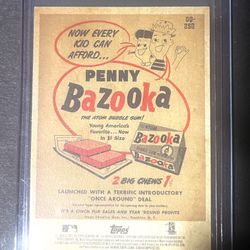 GQ-
NOW EVERY
KID CAN
AFFORD...
PENNY
BazOOka
THE ATOM BUBBLE GUM!
Young America's
Favorite... Now
in 1¢ Size
BazOOka
2 BIG CHEWS 1¢
LAUNCHED WITH A TERRIFIC INTRODUCTORY
"ONCE AROUND" DEAL
IT'S A CINCH FOR SALES AND YEAR 'ROUND PROFITS
Topps